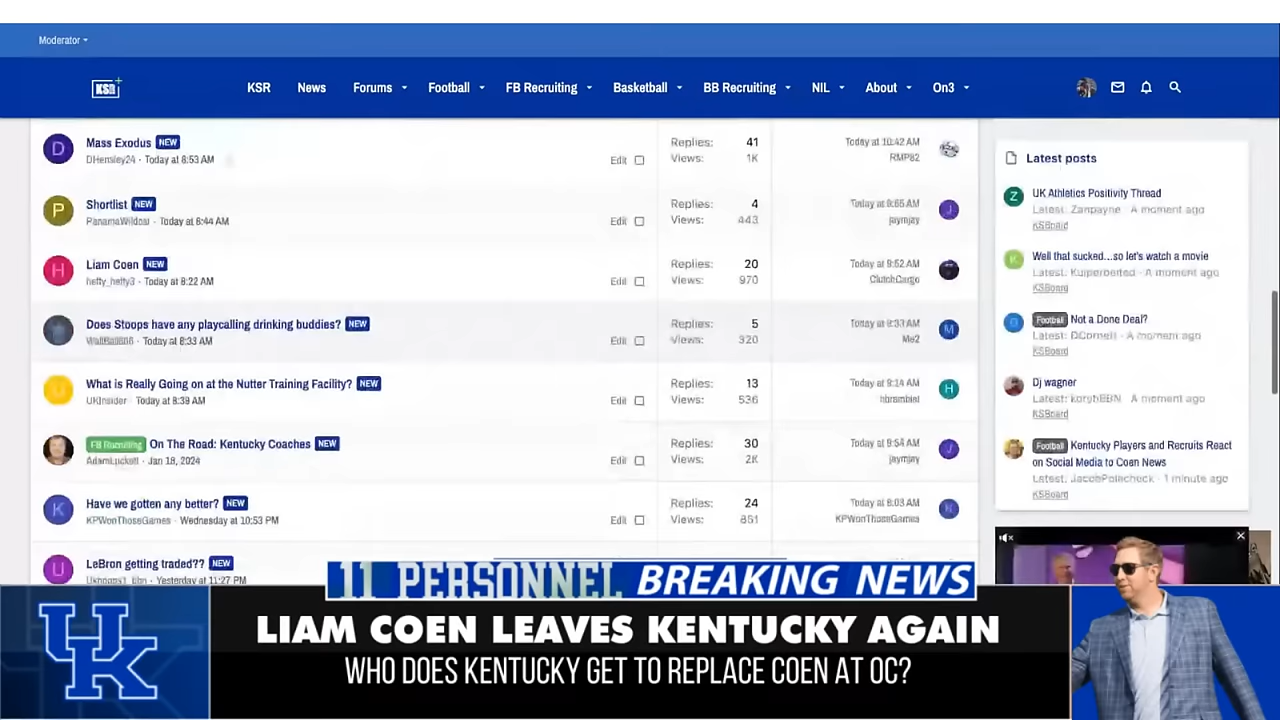 Moderator
KSR+
KSR News Forums Football FB Recruiting Basketball BB Recruiting NIL About On3
D
Mass Exodus NEW
DHensley24 · Today at 8:53 AM
Edit
Replies: 41
Views: 1K
Today at 10:42 AM
RMP82
P
Shortlist NEW
PanamaWildcat · Today at 8:44 AM
Edit
Replies: 4
Views: 443
Today at
jaymjay
J
H
Liam Coen NEW
hefty_hefty3 · Today at 8:22 AM
Edit
Replies: 20
Views: 970
Today at 9:52 AM
ClutchCargo
Does Stoops have any playcalling drinking buddies? NEW
Today at 8:33 AM
Edit
Replies: 5
Views: 320
Today at
Me2
M
U
What is Really Going on at the Nutter Training Facility? NEW
UKInsider · Today at 8:39 AM
Edit
Replies: 13
Views: 536
Today at 9:14 AM
H
FB Recruiting On The Road: Kentucky Coaches NEW
AdamLuckett · Jan 18, 2024
Edit
Replies: 30
Views: 2K
Today at 9:54 AM
jaymjay
J
K
Have we gotten any better? NEW
KPWonThoseGames · Wednesday at 10:53 PM
Edit
Replies: 24
Views: 861
Today at 8:03 AM
KPWonThoseGames
K
U
LeBron getting traded?? NEW
Yesterday at 11:27 PM
Latest posts
Z
UK Athletics Positivity Thread
Latest: Zanpayne · A moment ago
KSBoard
K
Well that sucked...so let's watch a movie
Latest: Kuiperbelted · A moment ago
KSBoard
Football Not a Done Deal?
Latest: DCornell · A moment ago
KSBoard
Dj wagner
Latest: · A moment ago
KSBoard
Football Kentucky Players and Recruits React
on Social Media to Coen News
Latest: JacobPolacheck · 1 minute ago
KSBoard
11 PERSONNEL BREAKING NEWS
UK
LIAM COEN LEAVES KENTUCKY AGAIN
WHO DOES KENTUCKY GET TO REPLACE COEN AT OC?